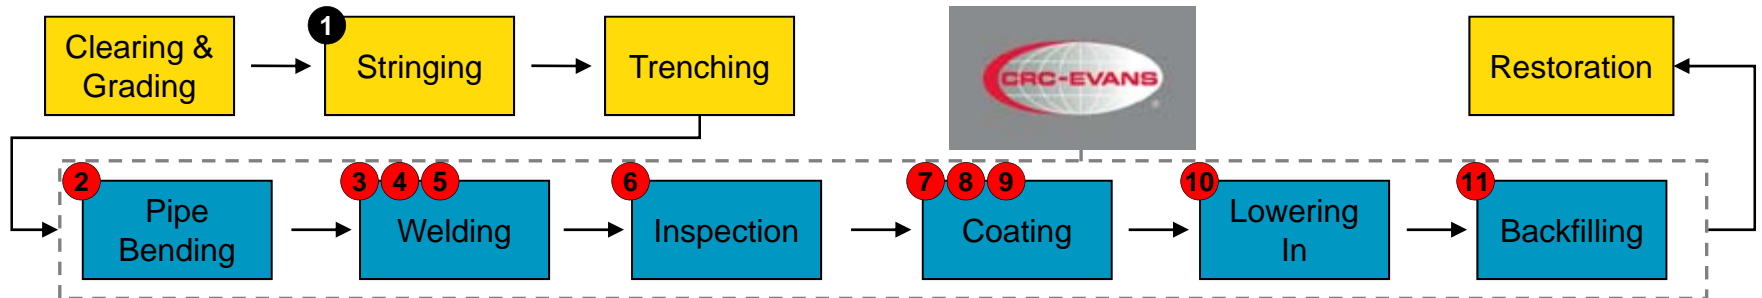 1
Clearing &
Grading
Stringing
Trenching
CRC-EVANS
®
Restoration
2
Pipe
Bending
3 4 5
Welding
6
Inspection
7 8 9
Coating
10
Lowering
In
11
Backfilling